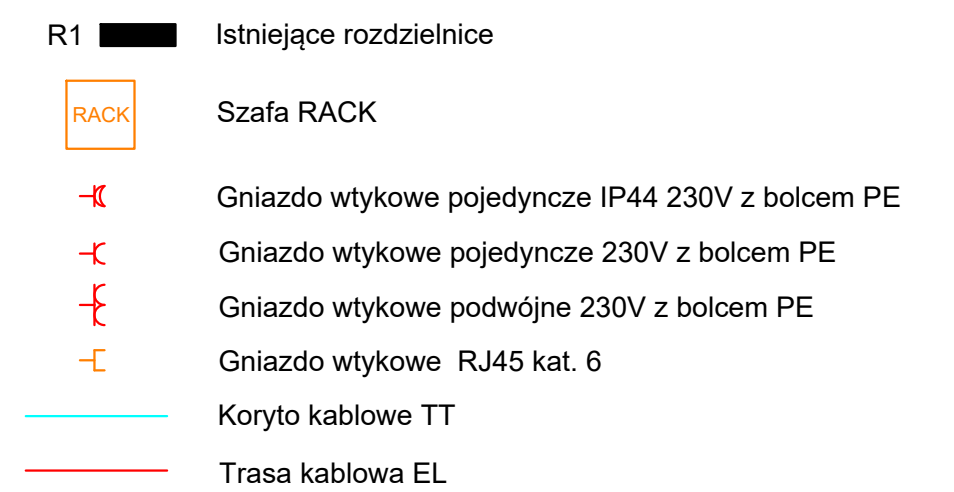 R1 Istniejące rozdzielnice
RACK Szafa RACK
Gniazdo wtykowe pojedyncze IP44 230V z bolcem PE
Gniazdo wtykowe pojedyncze 230V z bolcem PE
Gniazdo wtykowe podwójne 230V z bolcem PE
Gniazdo wtykowe RJ45 kat. 6
Koryto kablowe TT
Trasa kablowa EL